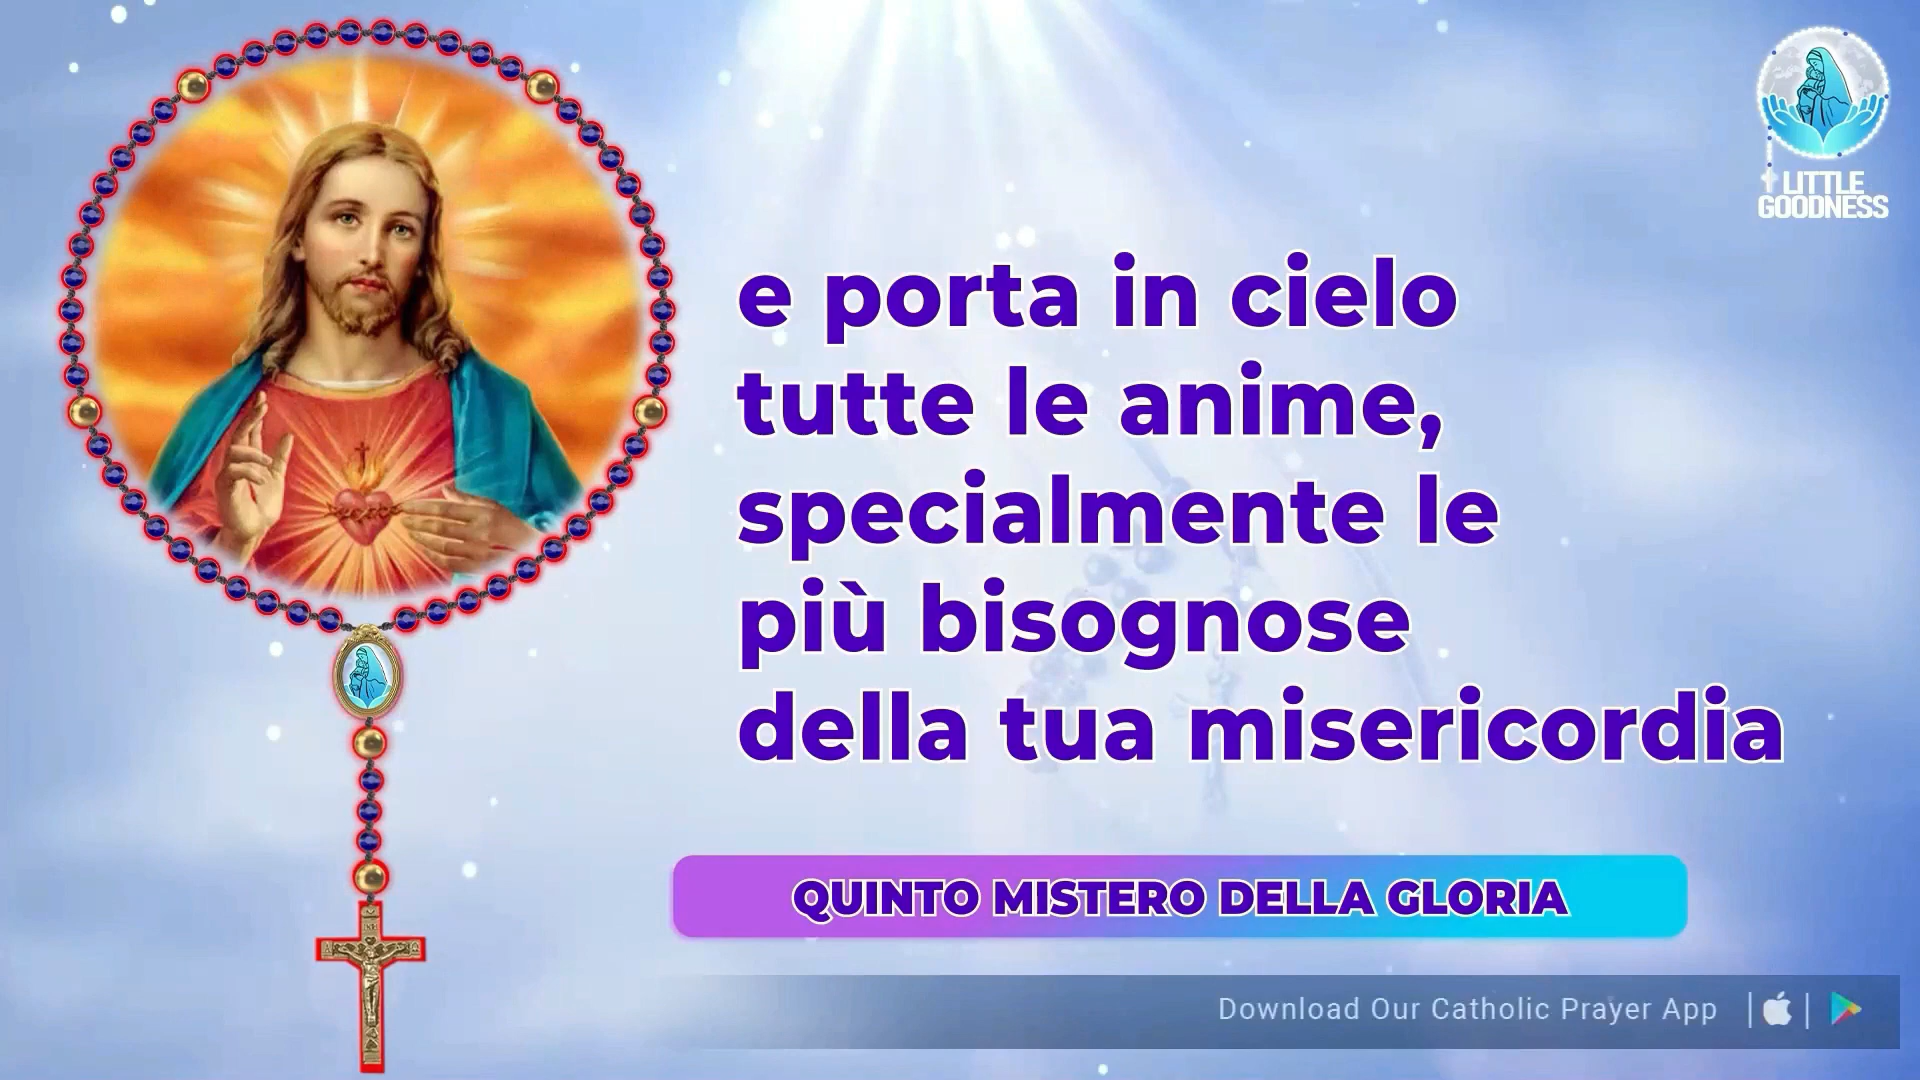 LITTLE
GOODNESS
e porta in cielo
tutte le anime,
specialmente le
più bisognose
della tua misericordia
QUINTO MISTERO DELLA GLORIA
Download Our Catholic Prayer App